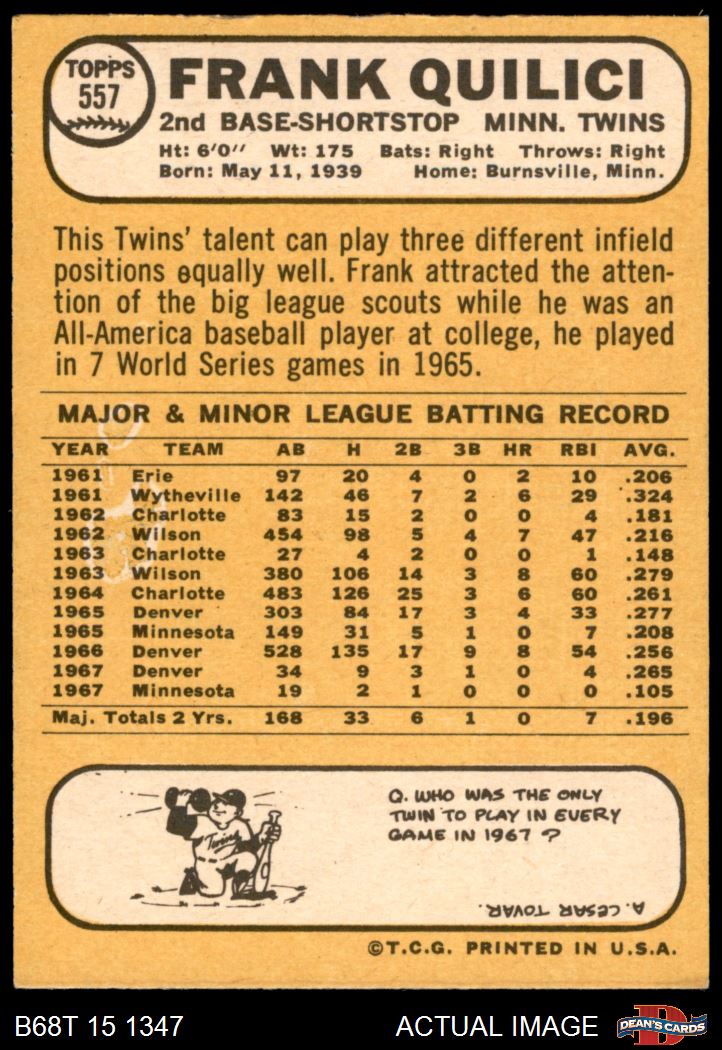 TOPPS
557
FRANK QUILICI
2nd BASE-SHORTSTOP MINN. TWINS
Ht: 6'0" Wt: 175 Bats: Right Throws: Right
Born: May 11, 1939 Home: Burnsville, Minn.
This Twins' talent can play three different infield
positions equally well. Frank attracted the atten-
tion of the big league scouts while he was an
All-America baseball player at college, he played
in 7 World Series games in 1965.
MAJOR & MINOR LEAGUE BATTING RECORD
YEAR TEAM AB H 2B 3B HR RBI AVG.
1961 Erie 97 20 4 0 2 10 .206
1961 Wytheville 142 46 7 2 6 29 .324
1962 Charlotte 83 15 2 0 0 4 .181
1962 Wilson 454 98 5 4 7 47 .216
1963 Charlotte 27 4 2 0 0 1 .148
1963 Wilson 380 106 14 3 8 60 .279
1964 Charlotte 483 126 25 3 6 60 .261
1965 Denver 303 84 17 3 4 33 .277
1965 Minnesota 149 31 5 1 0 7 .208
1966 Denver 528 135 17 9 8 54 .256
1967 Denver 34 9 3 1 0 4 .265
1967 Minnesota 19 2 1 0 0 0 .105
Maj. Totals 2 Yrs. 168 33 6 1 0 7 .196
Twins
Q. WHO WAS THE ONLY
TWIN TO PLAY IN EVERY
GAME IN 1967 ?
A. CESAR TOVAR.
©T.C.G. PRINTED IN U.S.A.
B68T 15 1347 ACTUAL IMAGE
D
DEAN'S CARDS